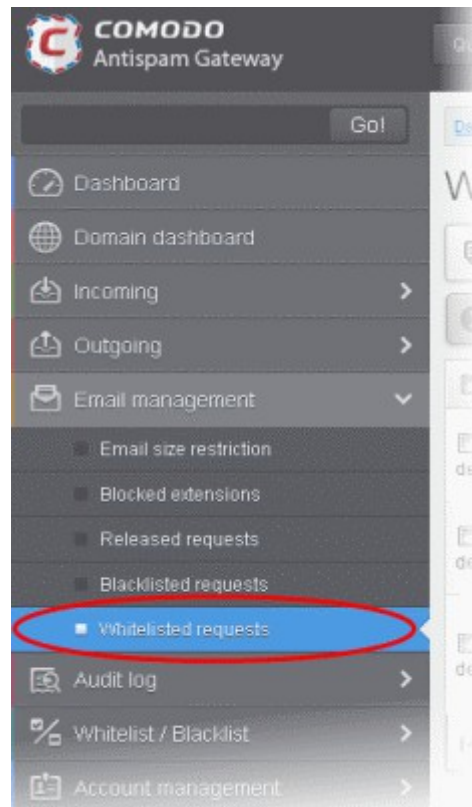 COMODO
Antispam Gateway
Go!
Dashboard
Domain dashboard
Incoming
Outgoing
Email management
Email size restriction
Blocked extensions
Released requests
Blacklisted requests
Whitelisted requests
Audit log
Whitelist / Blacklist
Account management